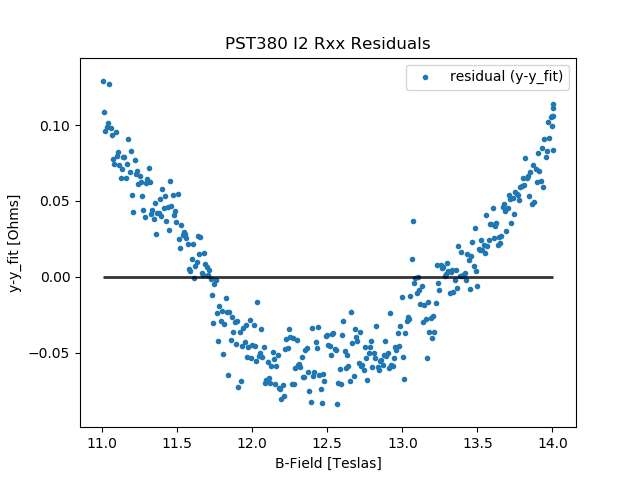 PST380 I2 Rxx Residuals
residual (y-y_fit)
y-y_fit [Ohms]
0.10
0.05
0.00
−0.05
11.0 11.5 12.0 12.5 13.0 13.5 14.0
B-Field [Teslas]